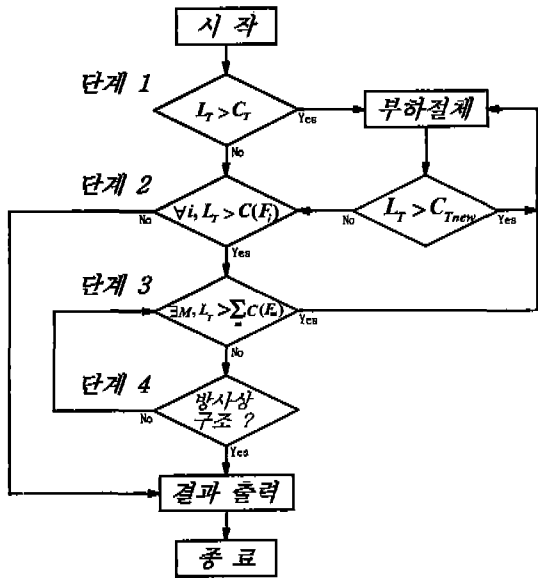 시 작
단계 1
L_T > C_T
Yes
No
부하절체
단계 2
∀i, L_T > C(F_i)
No
Yes
L_T > C_Tnew
No
Yes
단계 3
∃M, L_T > ∑_m C(F_m)
Yes
No
단계 4
방사상
구조 ?
No
Yes
결과 출력
종 료